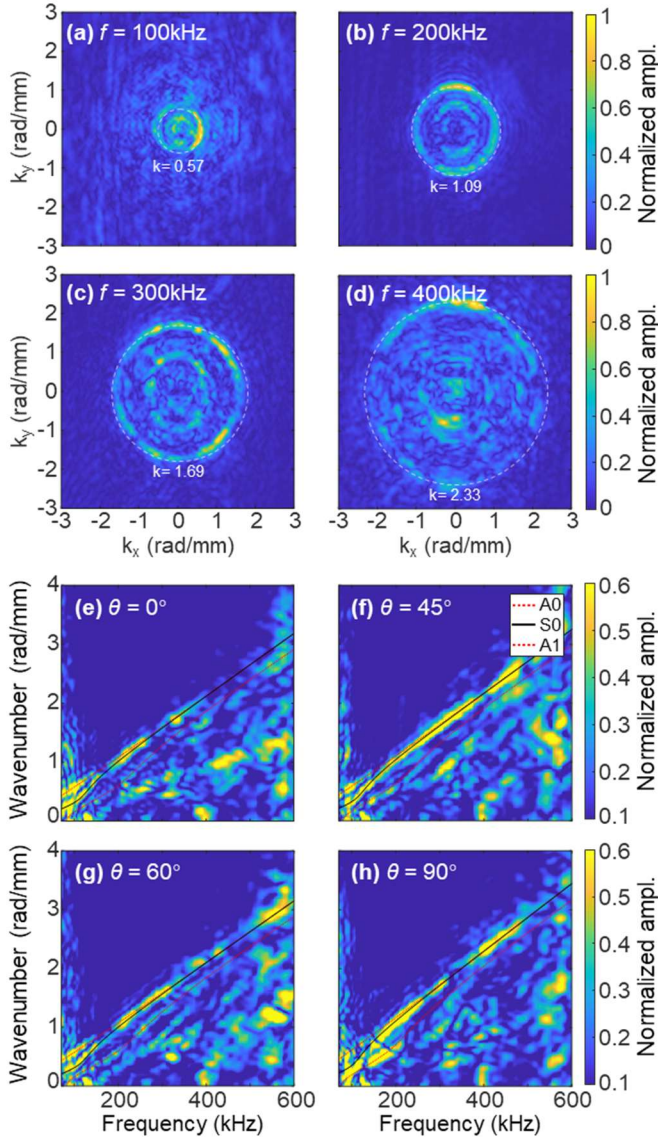 (a) f = 100kHz
k= 0.57
3
2
1
0
-1
-2
-3
k_y (rad/mm)
(b) f = 200kHz
k= 1.09
1
0.8
0.6
0.4
0.2
0
Normalized ampl.
(c) f = 300kHz
k= 1.69
3
2
1
0
-1
-2
-3
k_y (rad/mm)
-3 -2 -1 0 1 2 3
k_x (rad/mm)
(d) f = 400kHz
k= 2.33
-3 -2 -1 0 1 2 3
k_x (rad/mm)
1
0.8
0.6
0.4
0.2
0
Normalized ampl.
(e) θ = 0°
4
3
2
1
0
Wavenumber (rad/mm)
(f) θ = 45°
A0
S0
A1
0.6
0.5
0.4
0.3
0.2
0.1
Normalized ampl.
(g) θ = 60°
4
3
2
1
0
Wavenumber (rad/mm)
200 400 600
Frequency (kHz)
(h) θ = 90°
200 400 600
Frequency (kHz)
0.6
0.5
0.4
0.3
0.2
0.1
Normalized ampl.